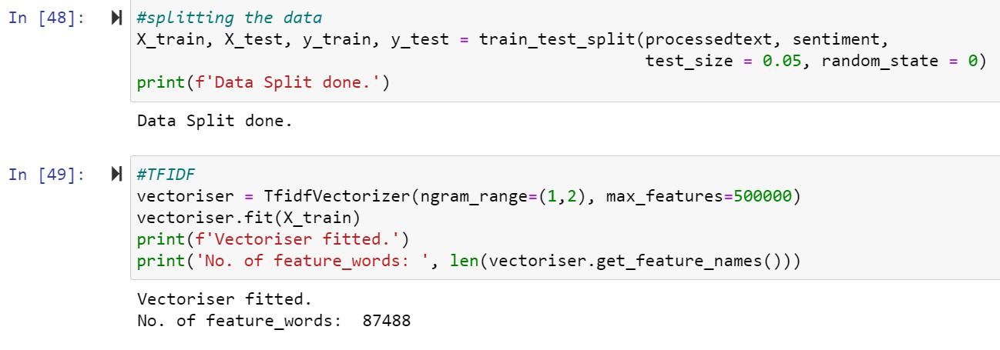 In [48]:
#splitting the data
X_train, X_test, y_train, y_test = train_test_split(processedtext, sentiment,
test_size = 0.05, random_state = 0)
print(f'Data Split done.')
Data Split done.
In [49]:
#TFIDF
vectoriser = TfidfVectorizer(ngram_range=(1,2), max_features=500000)
vectoriser.fit(X_train)
print(f'Vectoriser fitted.')
print('No. of feature_words: ', len(vectoriser.get_feature_names()))
Vectoriser fitted.
No. of feature_words:  87488